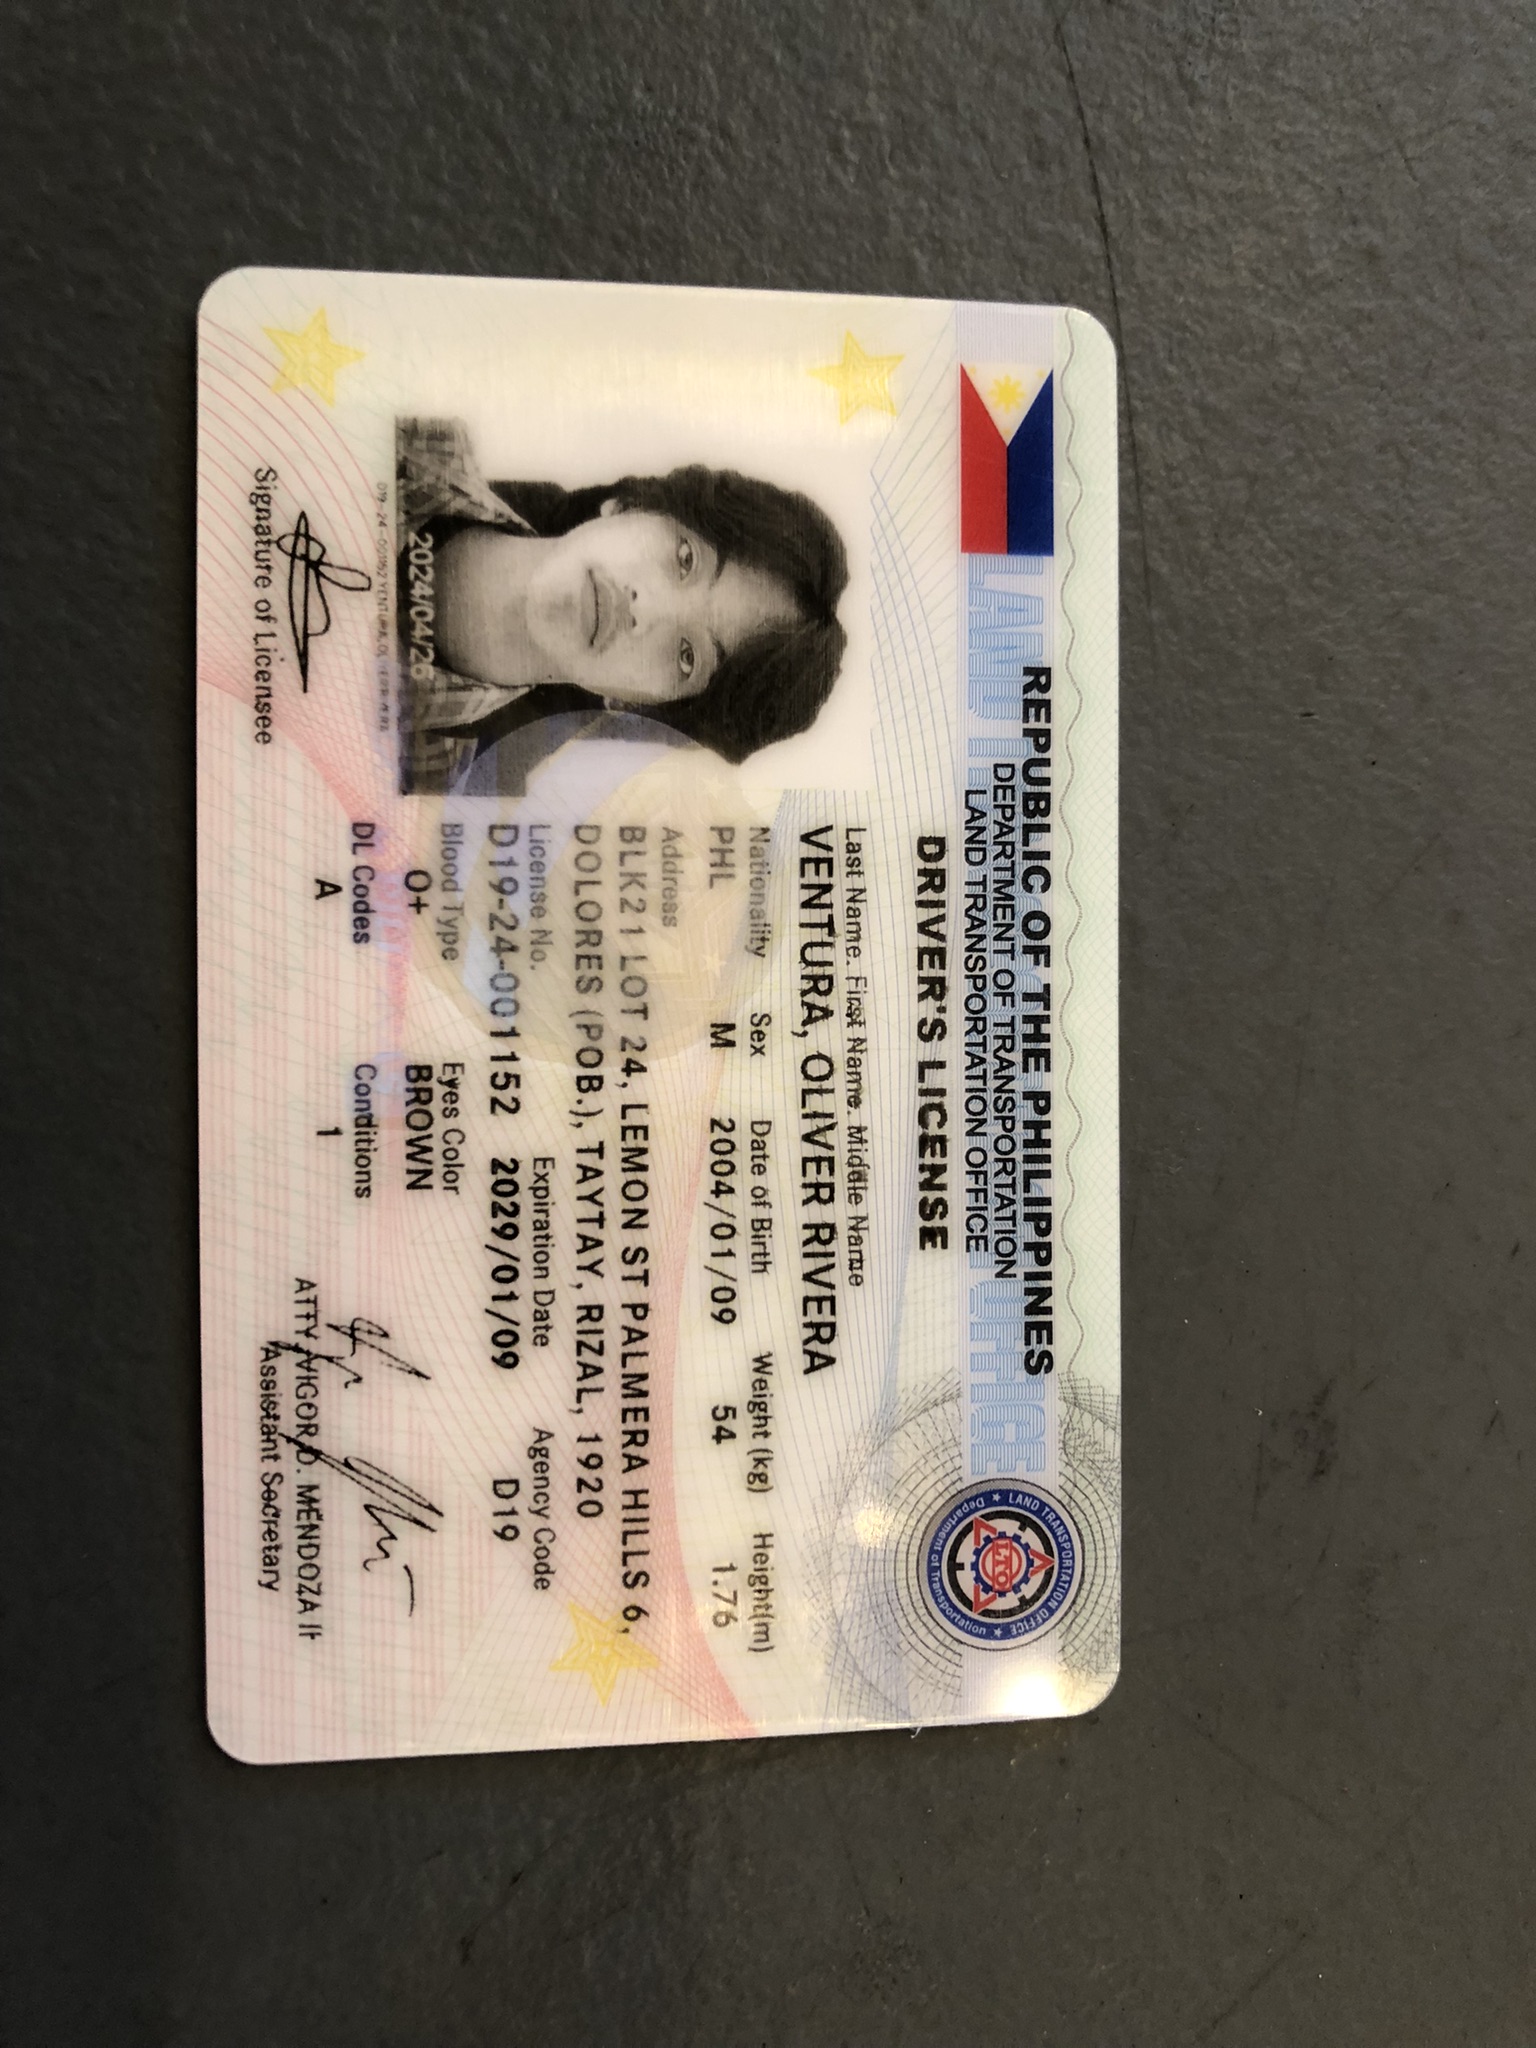 REPUBLIC OF THE PHILIPPINES
DEPARTMENT OF TRANSPORTATION
LAND TRANSPORTATION OFFICE
LAND TRANSPORTATION OFFICE
LTO
Department of Transportation
DRIVER'S LICENSE
Last Name. First Name. Middle Name
VENTURA, OLIVER RIVERA
Nationality Sex Date of Birth Weight (kg) Height(m)
PHL M 2004/01/09 54 1.76
Address
BLK21 LOT 24, LEMON ST PALMERA HILLS 6,
DOLORES (POB.), TAYTAY, RIZAL, 1920
License No. Expiration Date Agency Code
D19-24-001152 2029/01/09 D19
Blood Type Eyes Color
O+ BROWN
DL Codes Conditions
A 1
2024/04/26
D19-24-001152 VENTURA, OLIVER RIVERA
Signature of Licensee
ATTY. VIGOR D. MENDOZA II
Assistant Secretary